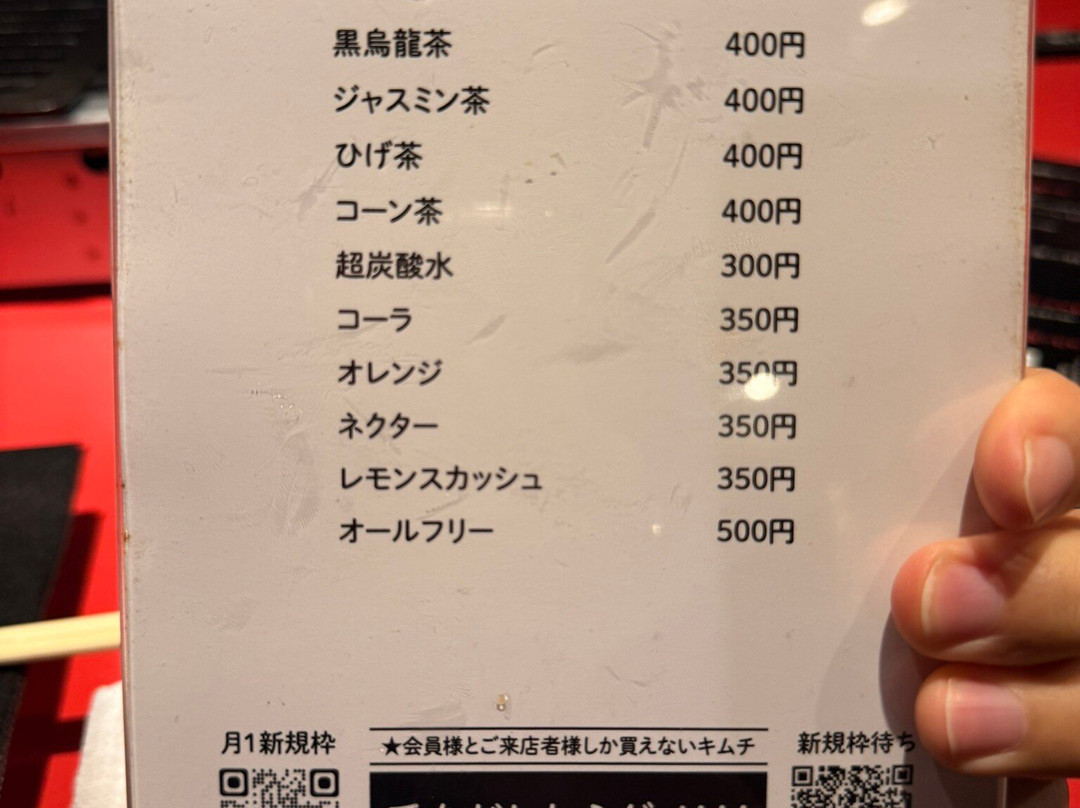 黒烏龍茶 400円
ジャスミン茶 400円
ひげ茶 400円
コーン茶 400円
超炭酸水 300円
コーラ 350円
オレンジ 350円
ネクター 350円
レモンスカッシュ 350円
オールフリー 500円
月1新規枠
★会員様とご来店者様しか買えないキムチ
新規枠待ち